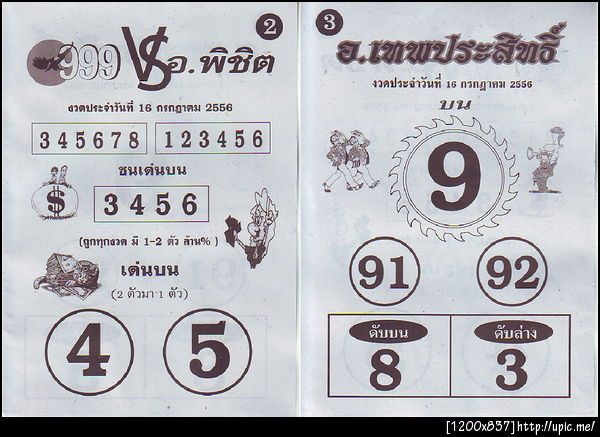 2
999 VS อ.พิชิต
งวดประจำวันที่ 16 กรกฎาคม 2556
345678 123456
ชนเด่นบน
$
3456
(ถูกทุกงวด มี 1-2 ตัว ล้าน%)
เด่นบน
(2 ตัวมา 1 ตัว)
4 5
3
อ.เทพประสิทธิ์
งวดประจำวันที่ 16 กรกฎาคม 2556
บน
9
91 92
ดับบน ดับล่าง
8 3
[1200x837]http://upic.me/